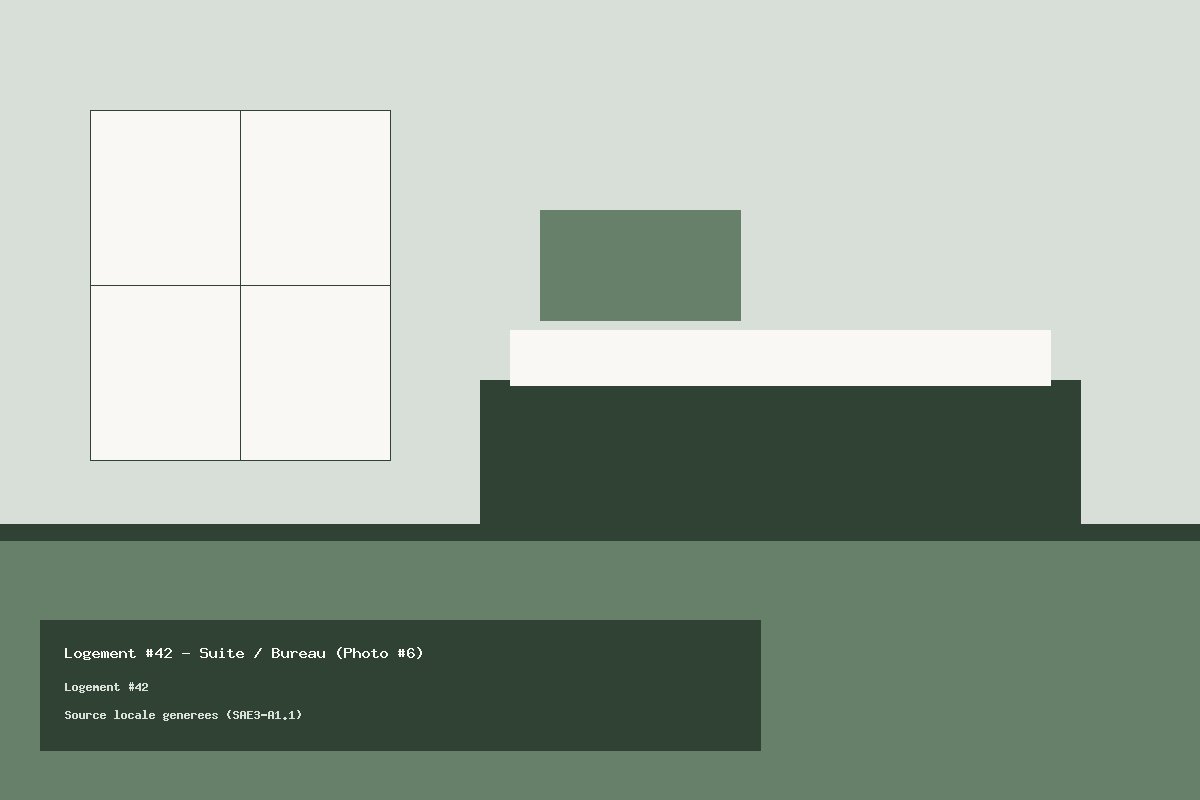 Logement #42 - Suite / Bureau (Photo #6)
Logement #42
Source locale generees (SAE3-A1.1)